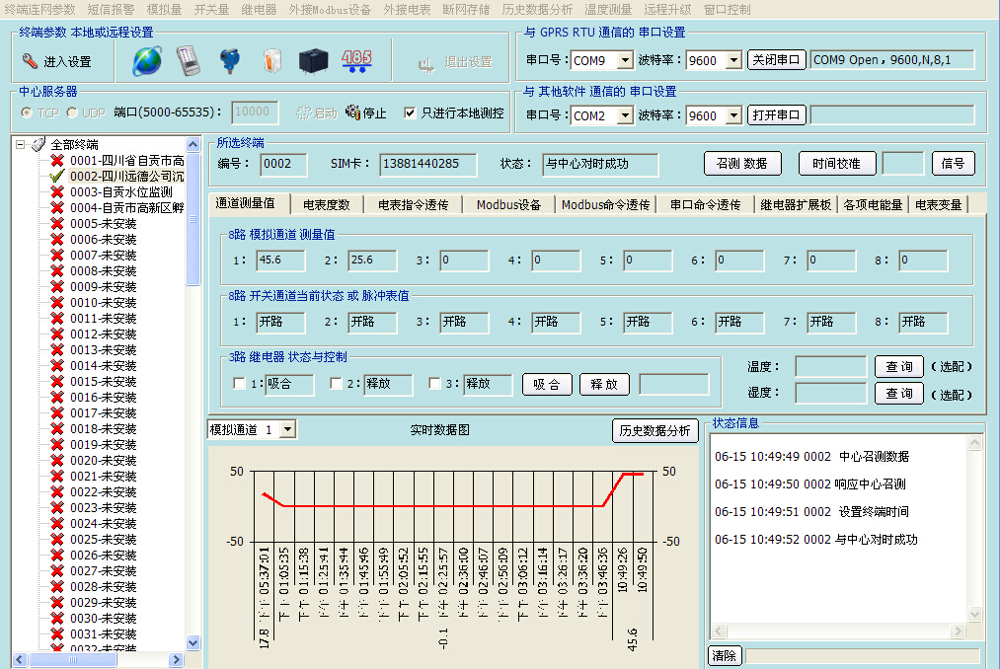 终端连网参数 短信报警 模拟量 开关量 继电器 外接Modbus设备 外接电表 断网存储 历史数据分析 温度测量 远程升级 窗口控制
终端参数 本地或远程设置
进入设置
485
退出设置
与 GPRS RTU 通信的 串口设置
串口号： COM9 波特率： 9600 关闭串口 COM9 Open，9600,N,8,1
中心服务器
TCP UDP 端口(5000-65535)： 10000 启动 停止 只进行本地测控
与 其他软件 通信的 串口设置
串口号： COM2 波特率： 9600 打开串口
全部终端
0001-四川省自贡市高
0002-四川远德公司沉
0003-自贡水位监测
0004-自贡市高新区孵
0005-未安装
0006-未安装
0007-未安装
0008-未安装
0009-未安装
0010-未安装
0011-未安装
0012-未安装
0013-未安装
0014-未安装
0015-未安装
0016-未安装
0017-未安装
0018-未安装
0019-未安装
0020-未安装
0021-未安装
0022-未安装
0023-未安装
0024-未安装
0025-未安装
0026-未安装
0027-未安装
0028-未安装
0029-未安装
0030-未安装
0031-未安装
0032-未安装
所选终端
编号： 0002 SIM卡： 13881440285 状态： 与中心对时成功 召测 数据 时间校准 信号
通道测量值 电表度数 电表指令透传 Modbus设备 Modbus命令透传 串口命令透传 继电器扩展板 各项电能量 电表变量
8路 模拟通道 测量值
1： 45.6 2： 25.6 3： 0 4： 0 5： 0 6： 0 7： 0 8： 0
8路 开关通道当前状态 或 脉冲表值
1： 开路 2： 开路 3： 开路 4： 开路 5： 开路 6： 开路 7： 开路 8： 开路
3路 继电器 状态与控制
1： 吸合 2： 释放 3： 释放 吸 合 释 放
温度： 查 询 （选配）
湿度： 查 询 （选配）
模拟通道 1 实时数据图 历史数据分析
50 50
-50 -50
17.8 下午 05:37:01
下午 01:05:35
下午 01:15:38
下午 01:25:41
下午 01:35:44
下午 01:45:46
下午 01:55:49
下午 02:05:52
下午 02:15:55
-0.1 下午 02:25:57
下午 02:36:00
下午 02:46:07
下午 02:56:09
下午 03:06:12
下午 03:16:14
下午 03:26:17
下午 03:36:20
下午 03:46:36
10:49:26
45.6 10:49:50
状态信息
06-15 10:49:49 0002 中心召测数据
06-15 10:49:50 0002 响应中心召测
06-15 10:49:51 0002 设置终端时间
06-15 10:49:52 0002 与中心对时成功
清除